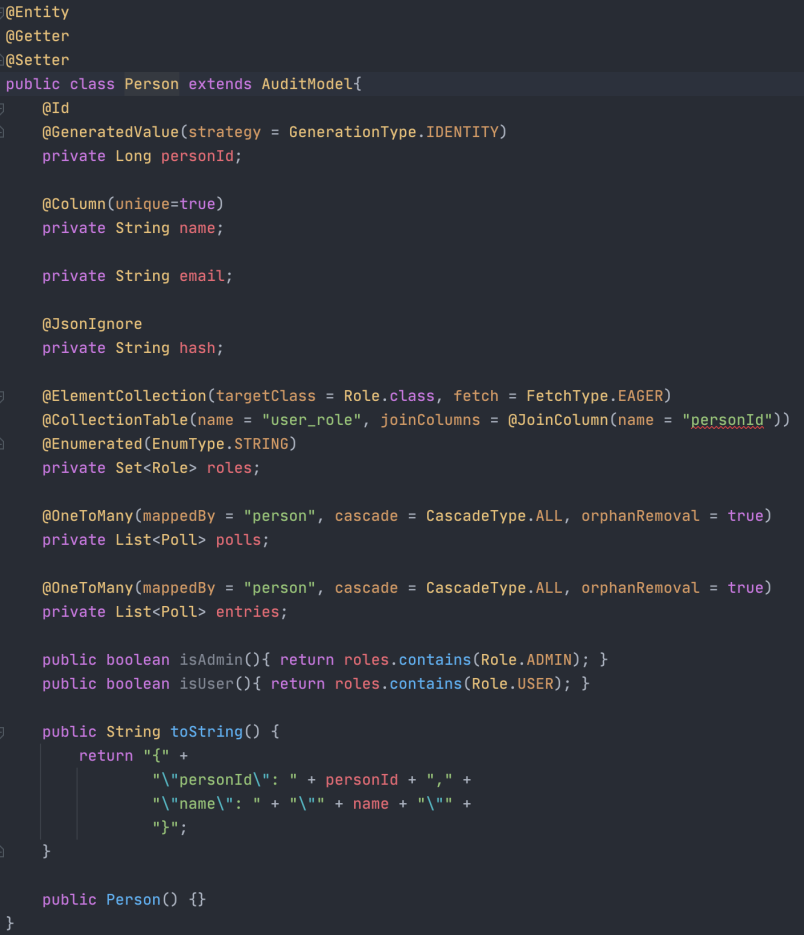 @Entity
@Getter
@Setter
public class Person extends AuditModel{
    @Id
    @GeneratedValue(strategy = GenerationType.IDENTITY)
    private Long personId;

    @Column(unique=true)
    private String name;

    private String email;

    @JsonIgnore
    private String hash;

    @ElementCollection(targetClass = Role.class, fetch = FetchType.EAGER)
    @CollectionTable(name = "user_role", joinColumns = @JoinColumn(name = "personId"))
    @Enumerated(EnumType.STRING)
    private Set<Role> roles;

    @OneToMany(mappedBy = "person", cascade = CascadeType.ALL, orphanRemoval = true)
    private List<Poll> polls;

    @OneToMany(mappedBy = "person", cascade = CascadeType.ALL, orphanRemoval = true)
    private List<Poll> entries;

    public boolean isAdmin(){ return roles.contains(Role.ADMIN); }
    public boolean isUser(){ return roles.contains(Role.USER); }

    public String toString() {
        return "{" +
                "\"personId\": " + personId + "," +
                "\"name\": " + "\"" + name + "\"" +
                "}";
    }

    public Person() {}
}